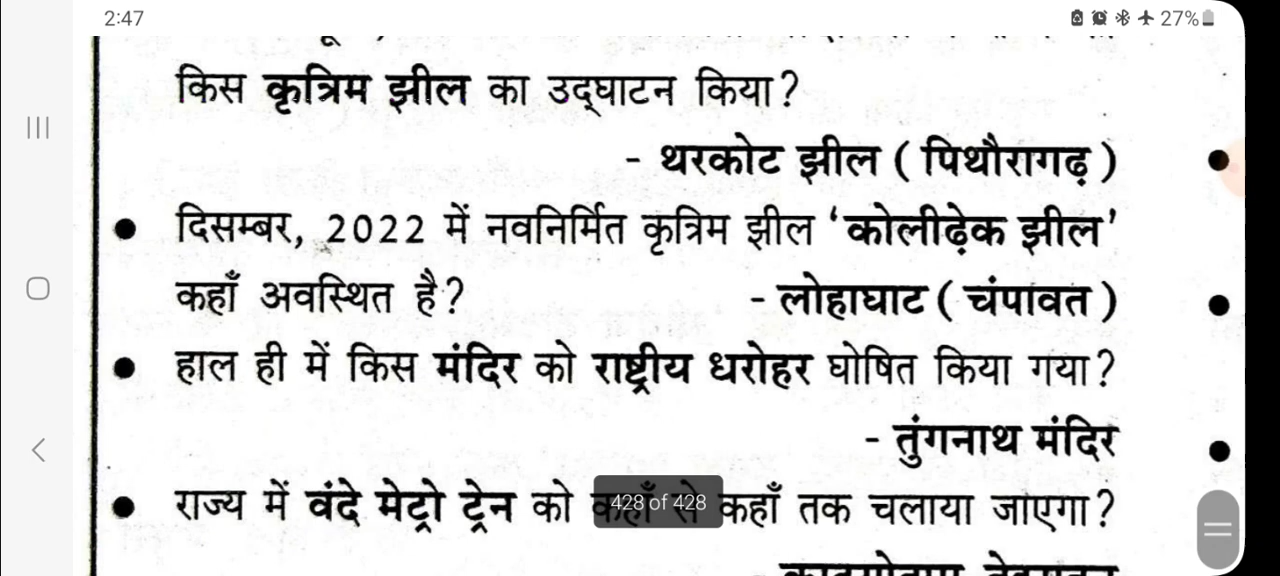 2:47
27%
किस कृत्रिम झील का उद्घाटन किया?
- थरकोट झील ( पिथौरागढ़ )
● दिसम्बर, 2022 में नवनिर्मित कृत्रिम झील ‘कोलीढ़ेक झील’
कहाँ अवस्थित है? - लोहाघाट ( चंपावत )
● हाल ही में किस मंदिर को राष्ट्रीय धरोहर घोषित किया गया?
- तुंगनाथ मंदिर
● राज्य में वंदे मेट्रो ट्रेन को कहाँ से कहाँ तक चलाया जाएगा?
428 of 428